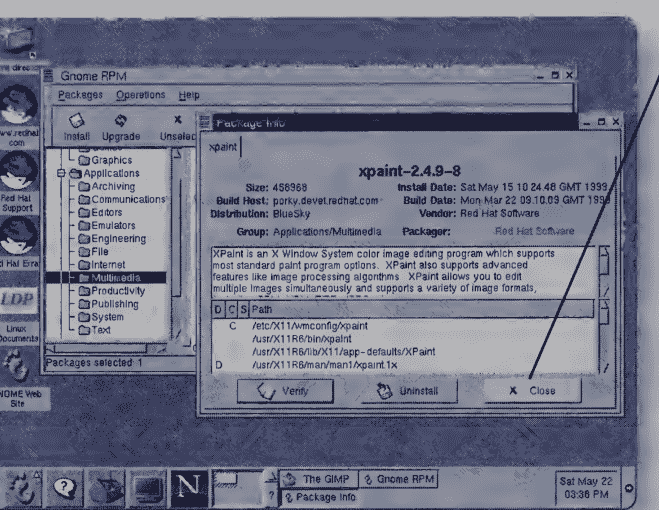 me directory
Gnome RPM
Packages Operations Help
Install Upgrade Unselec
www.redhat.com
Red Hat Support
d Hat Errat
LDP
Linux Documenta
NOME Web Site
Graphics
Applications
Archiving
Communications
Editors
Emulators
Engineering
File
Internet
Multimedia
Productivity
Publishing
System
Text
Packages selected 1
Package Info
xpaint
xpaint-2.4.9-8
Size: 456968 Install Date: Sat May 15 10 24 48 GMT 1999
Build Host: porky.devel.redhat.com Build Date: Mon Mar 22 09.10.09 GMT 1999
Distribution: BlueSky Vendor: Red Hat Software
Group: Applications/Multimedia Packager: Red Hat Software
XPaint is an X Window System color image editing program which supports
most standard paint program options. XPaint also supports advanced
features like image processing algorithms XPaint allows you to edit
multiple images simultaneously and supports a variety of image formats,
D C S Path
C /etc/X11/wmconfig/xpaint
/usr/X11R6/bin/xpaint
/usr/X11R6/lib/X11/app-defaults/XPaint
D /usr/X11R6/man/man1/xpaint.1x
Verify Uninstall X Close
N
The GIMP Gnome RPM
? Package Info
Sat May 22
03:36 PM